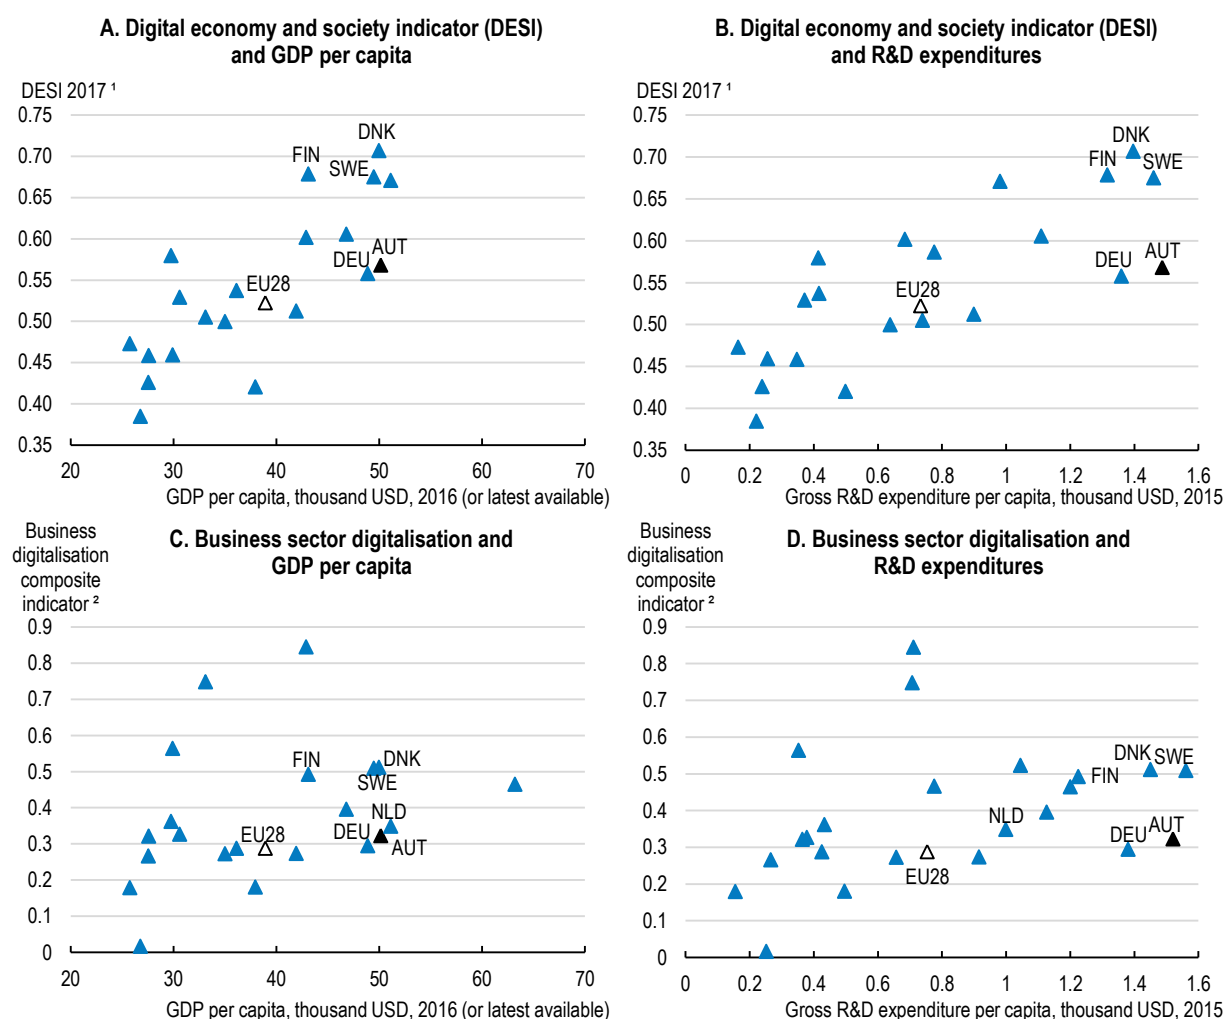 A. Digital economy and society indicator (DESI)
and GDP per capita
DESI 2017 ¹
0.75
0.70
0.65
0.60
0.55
0.50
0.45
0.40
0.35
DNK
FIN
SWE
AUT
DEU
EU28
20 30 40 50 60 70
GDP per capita, thousand USD, 2016 (or latest available)
B. Digital economy and society indicator (DESI)
and R&D expenditures
DESI 2017 ¹
0.75
0.70
0.65
0.60
0.55
0.50
0.45
0.40
0.35
DNK
FIN
SWE
AUT
DEU
EU28
0 0.2 0.4 0.6 0.8 1 1.2 1.4 1.6
Gross R&D expenditure per capita, thousand USD, 2015
Business
digitalisation
composite
indicator ²
C. Business sector digitalisation and
GDP per capita
0.9
0.8
0.7
0.6
0.5
0.4
0.3
0.2
0.1
0
FIN
DNK
SWE
NLD
DEU
EU28
AUT
20 30 40 50 60 70
GDP per capita, thousand USD, 2016 (or latest available)
Business
digitalisation
composite
indicator ²
D. Business sector digitalisation and
R&D expenditures
0.9
0.8
0.7
0.6
0.5
0.4
0.3
0.2
0.1
0
DNK
SWE
FIN
NLD
AUT
DEU
EU28
0 0.2 0.4 0.6 0.8 1 1.2 1.4 1.6
Gross R&D expenditure per capita, thousand USD, 2015